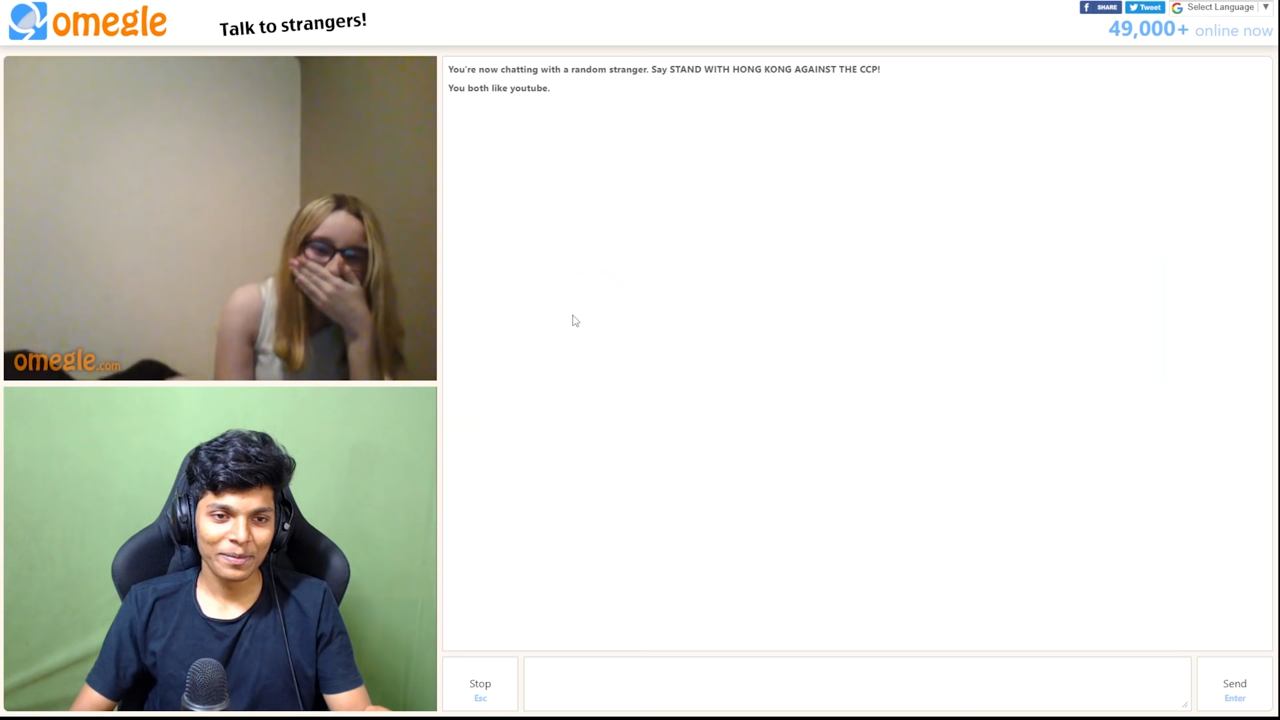 omegle
Talk to strangers!
SHARE
Tweet
Select Language ▼
49,000+ online now
You're now chatting with a random stranger. Say STAND WITH HONG KONG AGAINST THE CCP!
You both like youtube.
omegle.com
Stop
Esc
Send
Enter